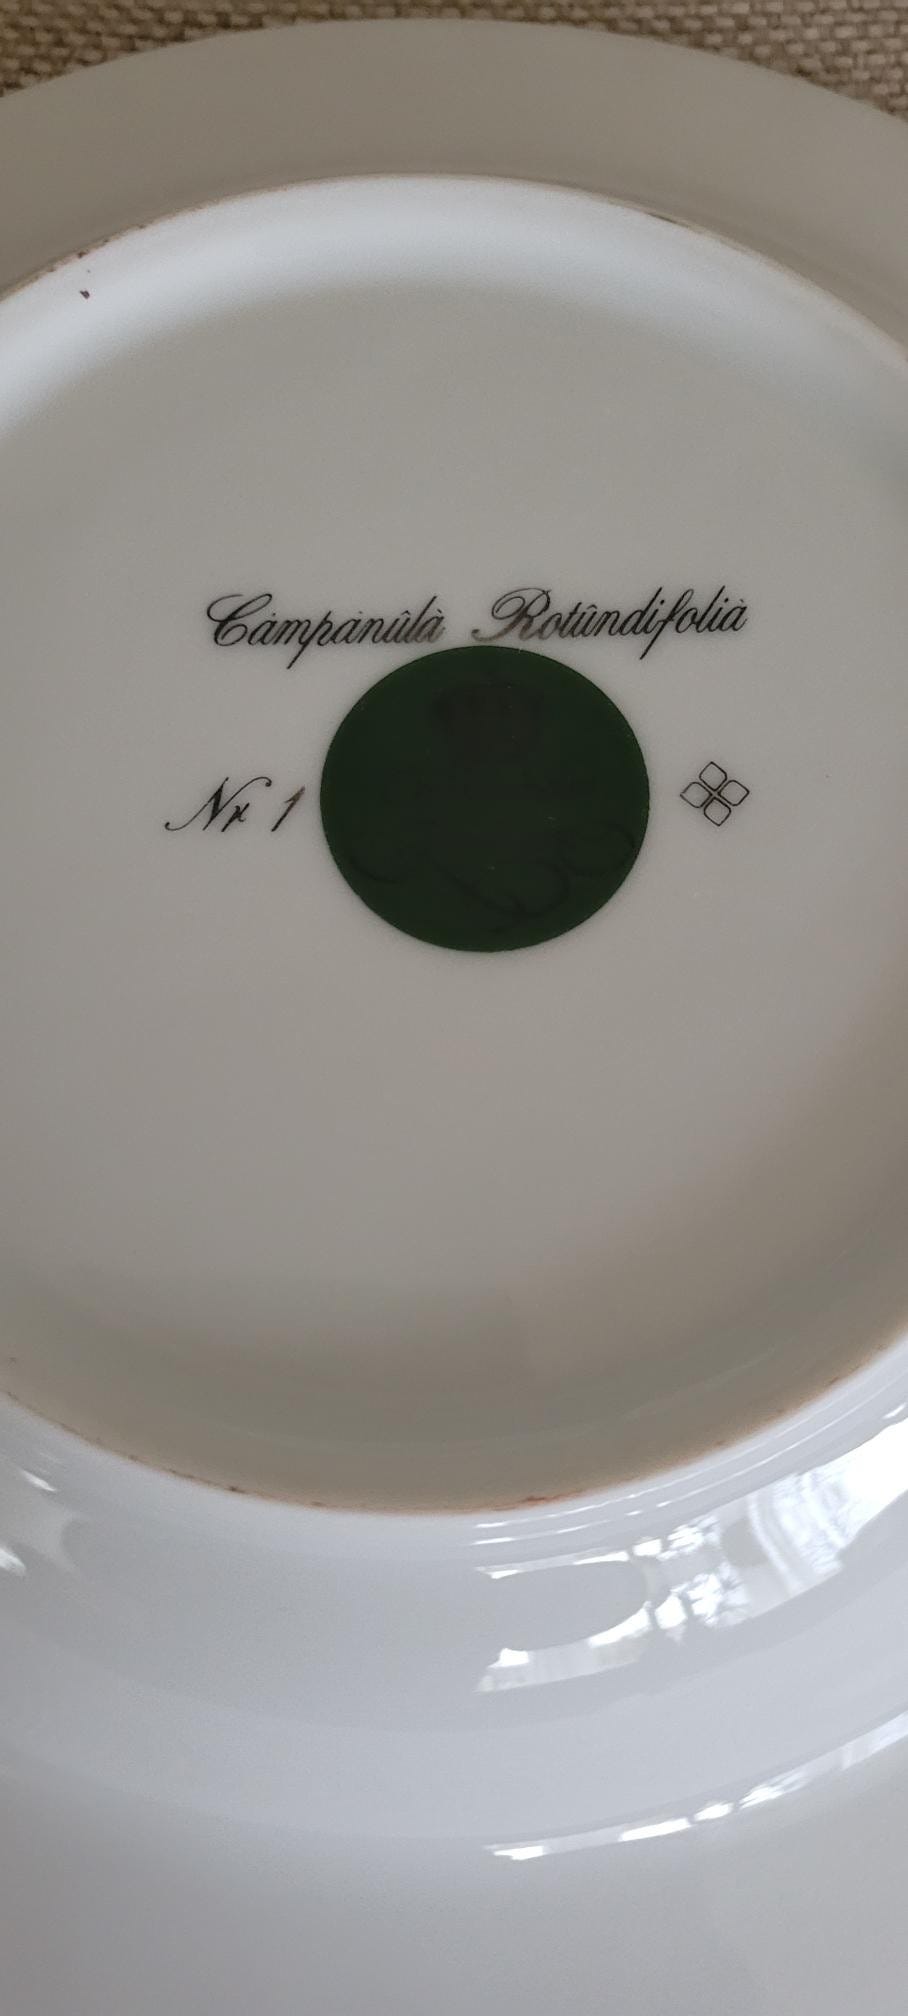 Càmpànûlà Rotûndifolià
Nr 1